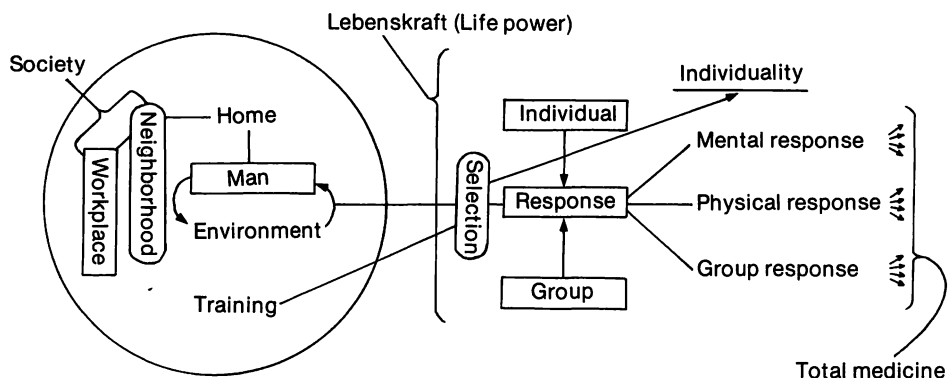 Lebenskraft (Life power)
Society
Individuality
Home
Individual
Neighborhood
Workplace
Man
Selection
Mental response
Response
Physical response
Environment
Group response
Training
Group
Total medicine